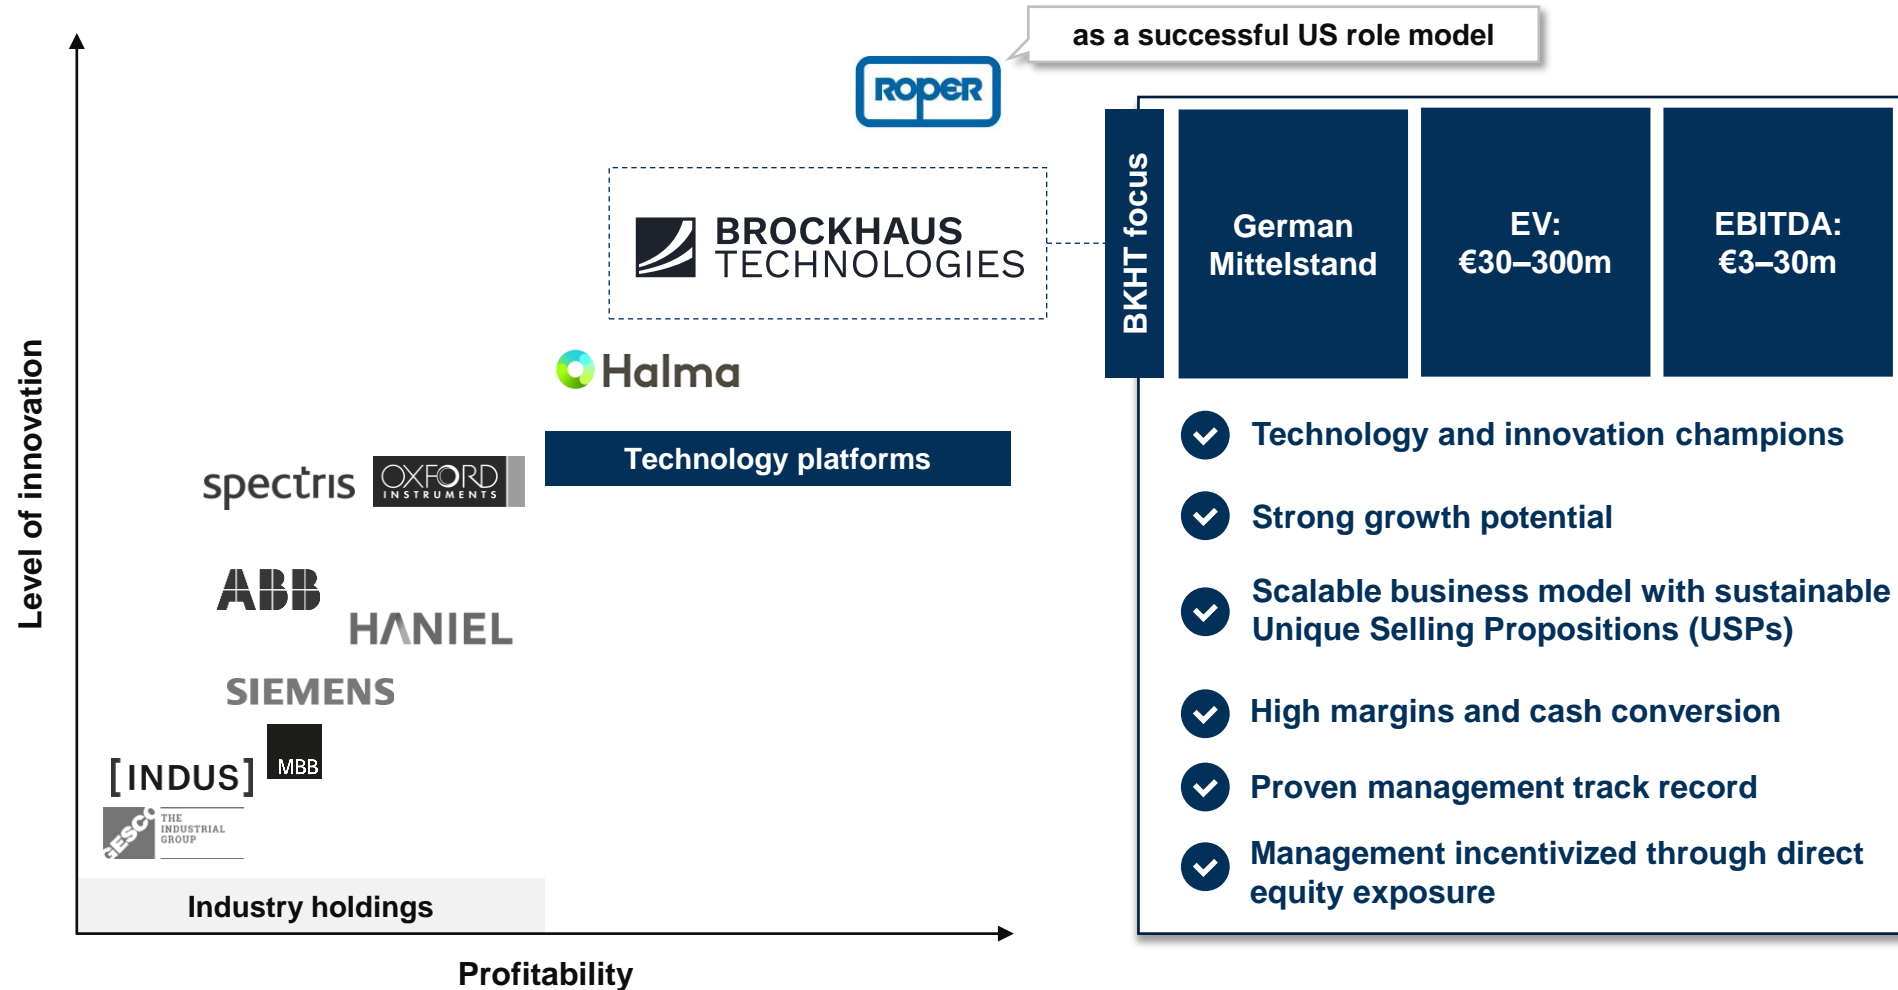 as a successful US role model
ROPER
BROCKHAUS
TECHNOLOGIES
Halma
Technology platforms
spectris
OXFORD
INSTRUMENTS
ABB
HANIEL
SIEMENS
MBB
[INDUS]
GESCO
THE
INDUSTRIAL
GROUP
Industry holdings
Level of innovation
Profitability
BKHT focus
German
Mittelstand
EV:
€30–300m
EBITDA:
€3–30m
Technology and innovation champions
Strong growth potential
Scalable business model with sustainable
Unique Selling Propositions (USPs)
High margins and cash conversion
Proven management track record
Management incentivized through direct
equity exposure